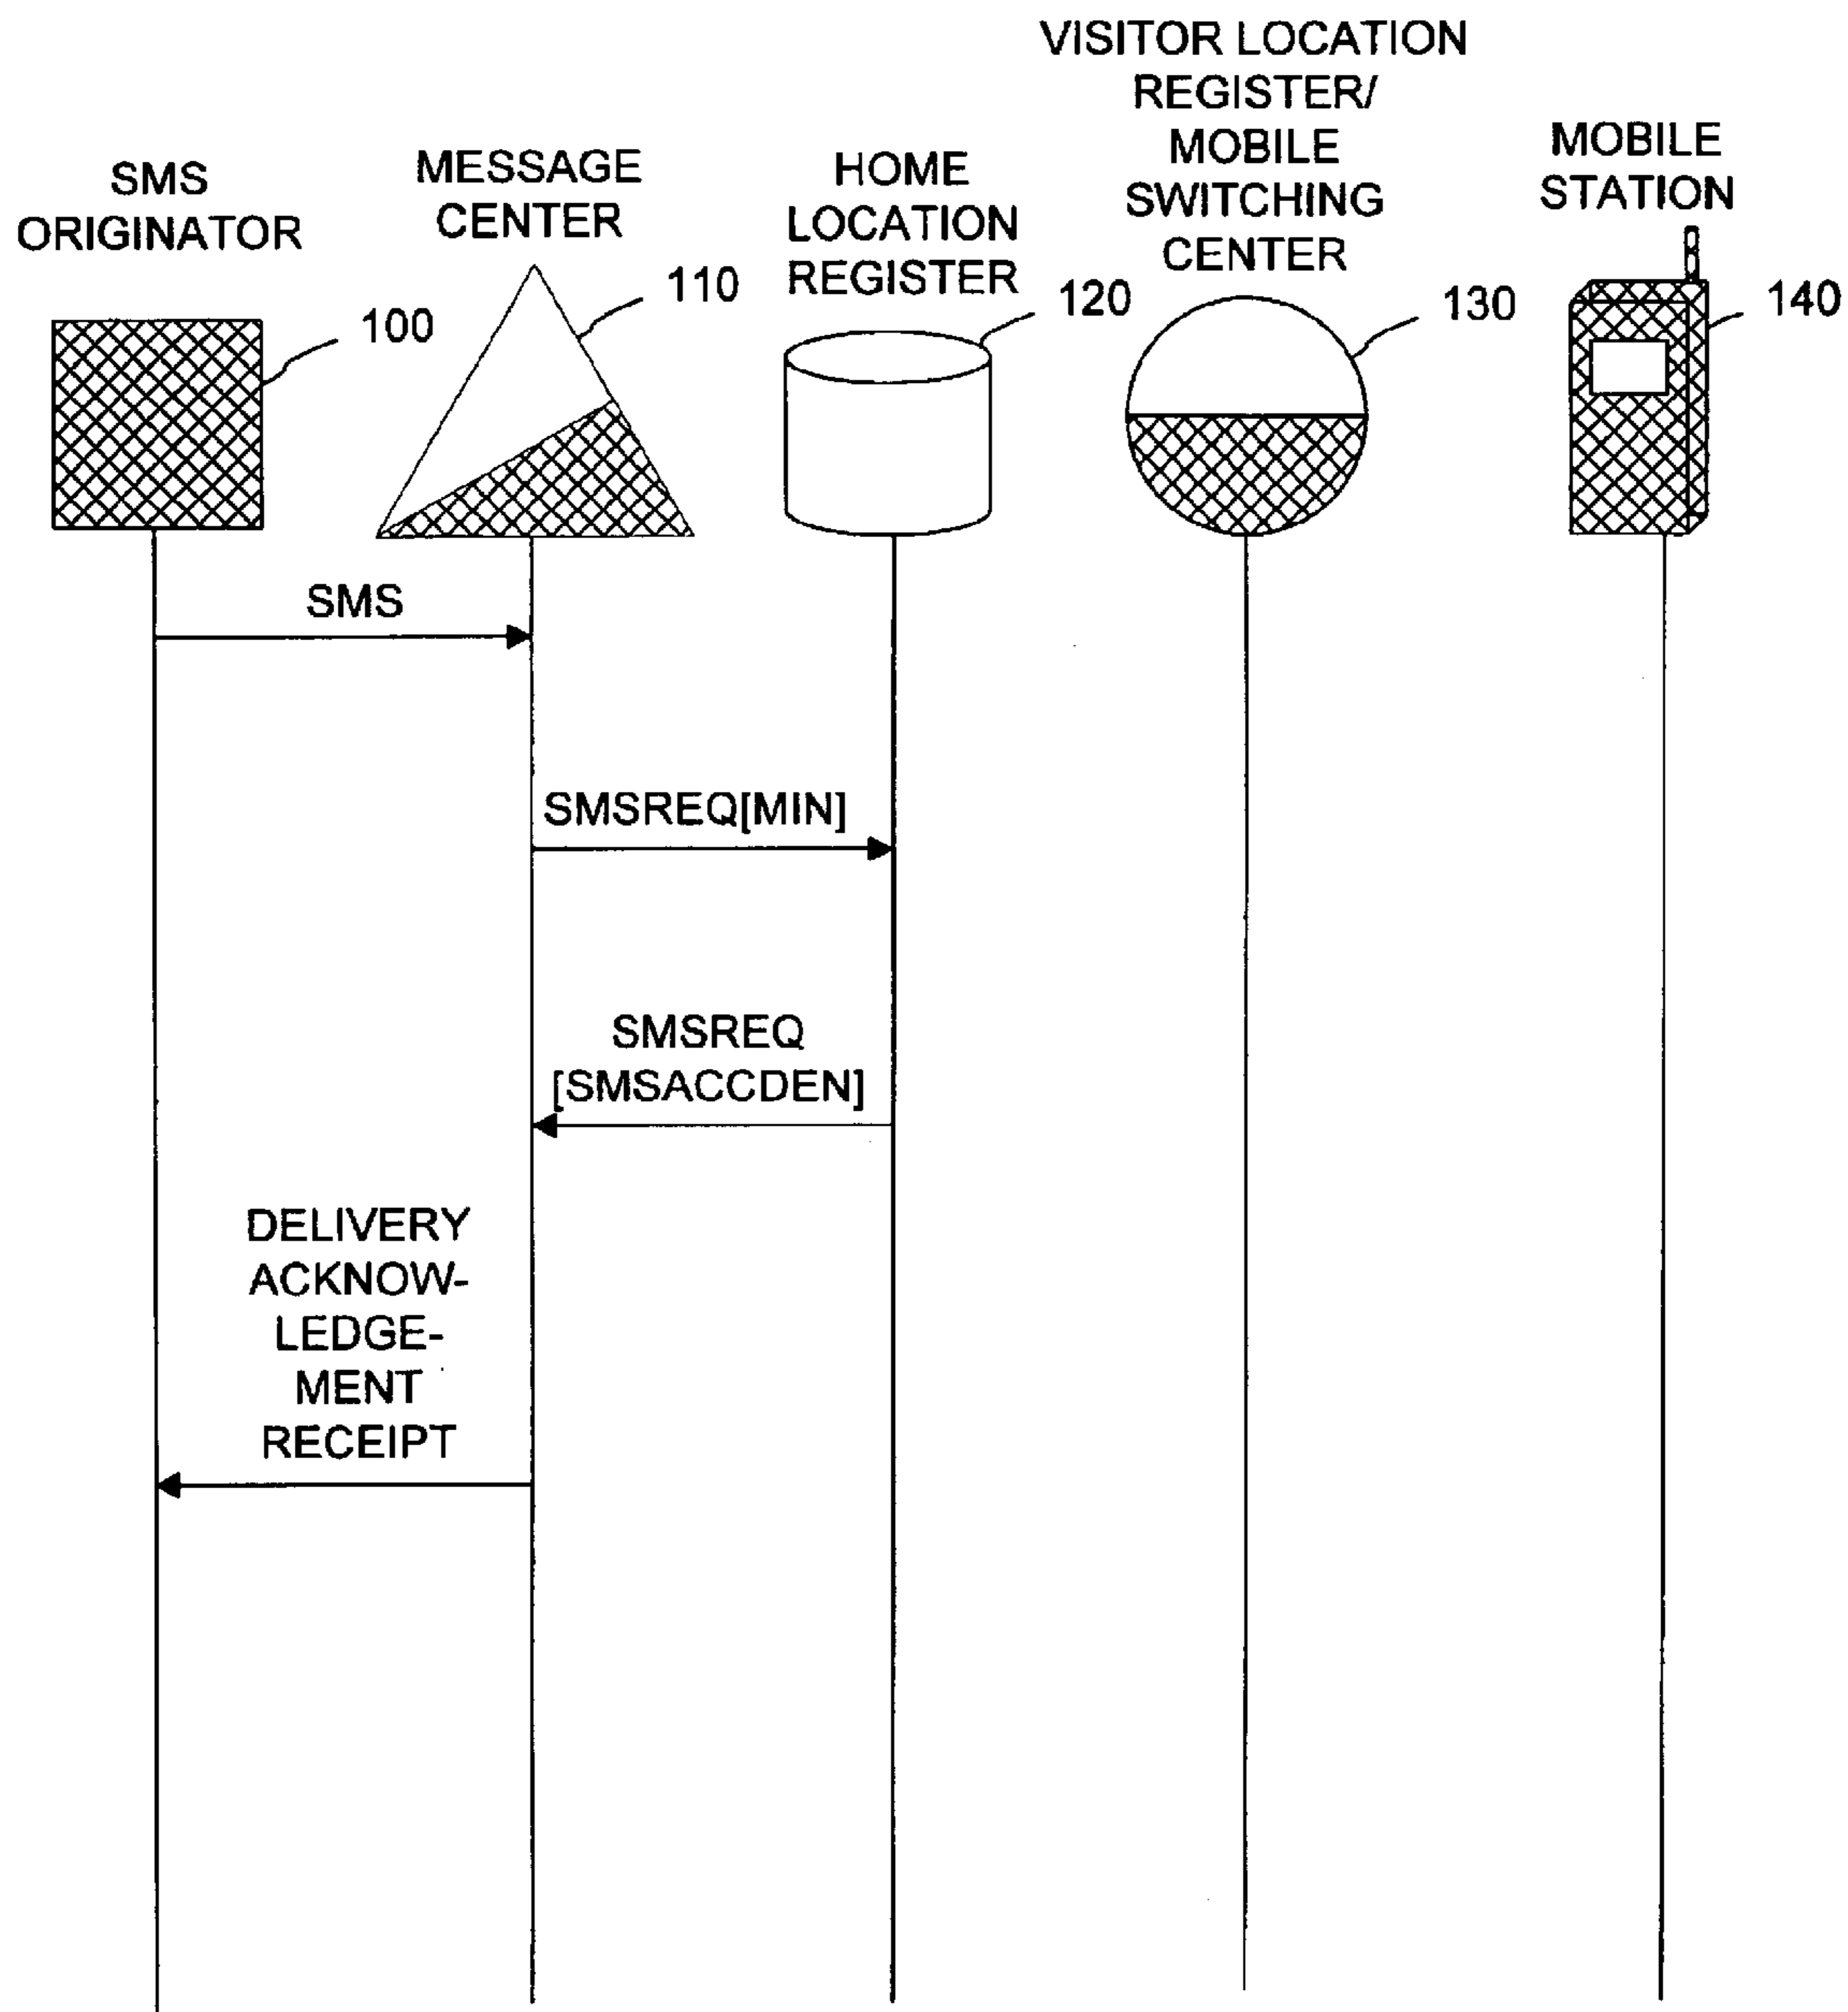 SMS
ORIGINATOR
MESSAGE
CENTER
HOME
LOCATION
REGISTER
VISITOR LOCATION
REGISTER/
MOBILE
SWITCHING
CENTER
MOBILE
STATION
100
110
120
130
140
SMS
SMSREQ[MIN]
SMSREQ
[SMSACCDEN]
DELIVERY
ACKNOW-
LEDGE-
MENT
RECEIPT